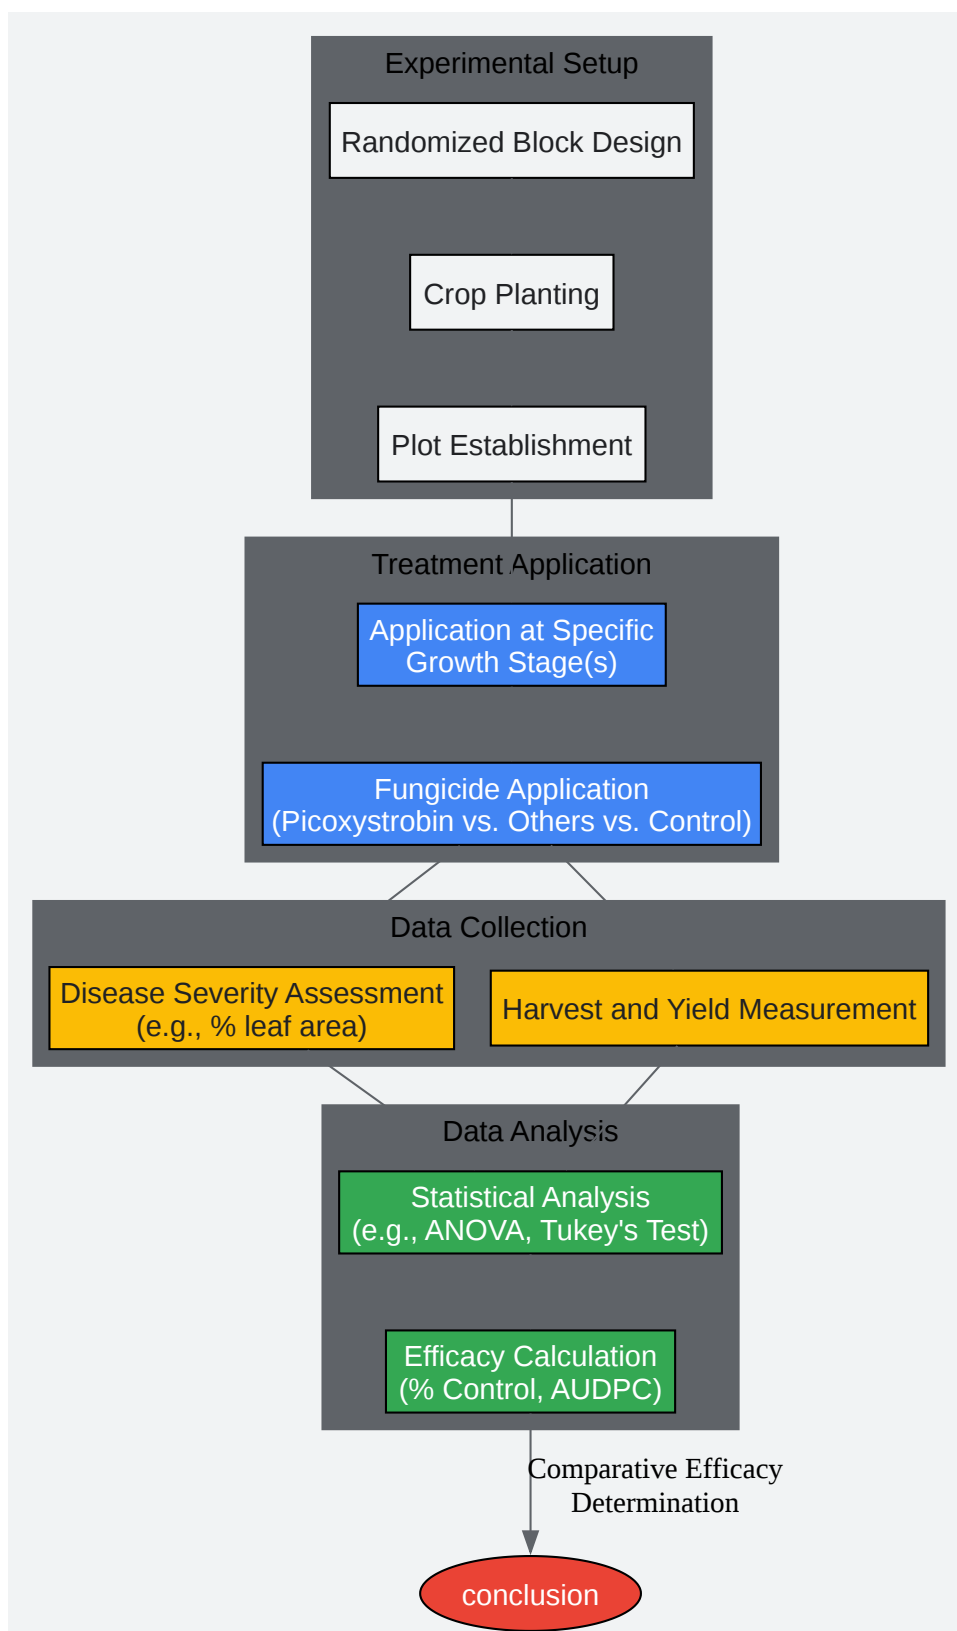 Experimental Setup
Randomized Block Design
Crop Planting
Plot Establishment
Treatment Application
Application at Specific
Growth Stage(s)
Fungicide Application
(Picoxystrobin vs. Others vs. Control)
Data Collection
Disease Severity Assessment
(e.g., % leaf area)
Harvest and Yield Measurement
Data Analysis
Statistical Analysis
(e.g., ANOVA, Tukey's Test)
Efficacy Calculation
(% Control, AUDPC)
Comparative Efficacy
Determination
conclusion